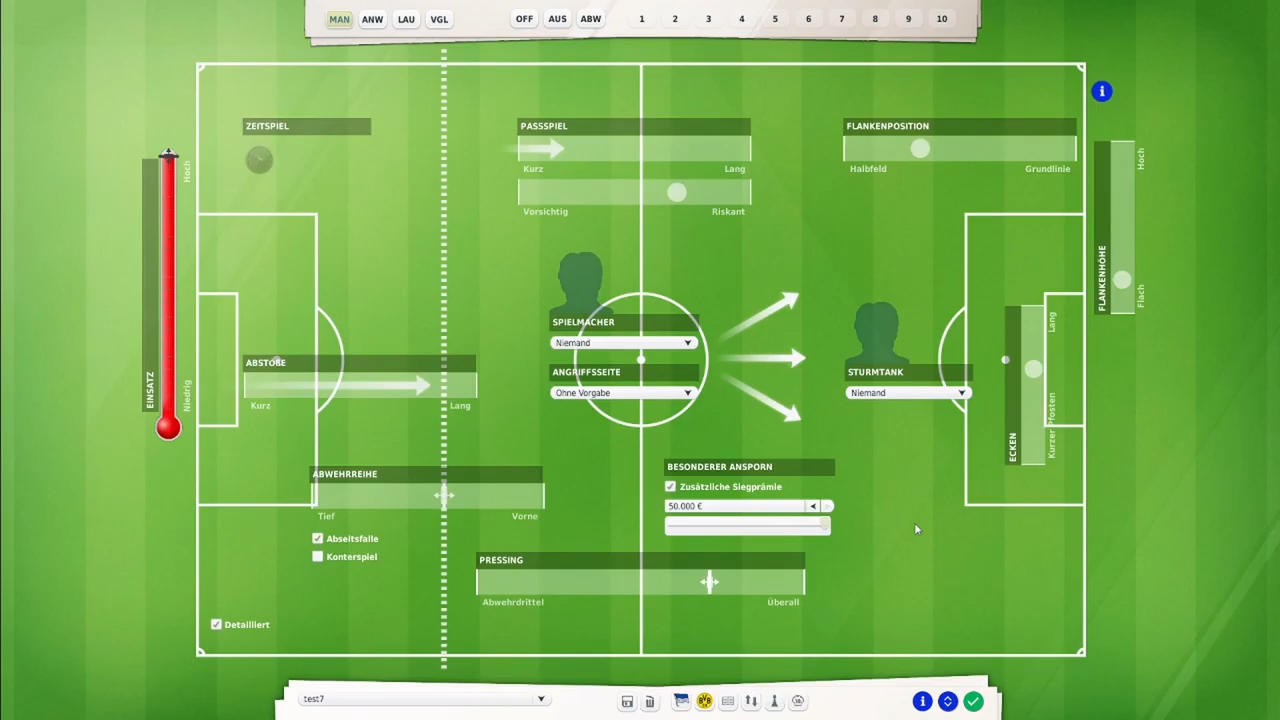 MAN ANW LAU VGL OFF AUS ABW 1 2 3 4 5 6 7 8 9 10
ZEITSPIEL
PASSSPIEL
Kurz Lang
Vorsichtig Riskant
FLANKENPOSITION
Halbfeld Grundlinie
EINSATZ
Hoch
Niedrig
FLANKENHÖHE
Hoch
Flach
SPIELMACHER
Niemand
ANGRIFFSSEITE
Ohne Vorgabe
STURMTANK
Niemand
ABSTÖßE
Kurz Lang
ECKEN
Lang
Kurzer Pfosten
ABWEHRREIHE
Tief Vorne
Abseitsfalle
Konterspiel
BESONDERER ANSPORN
Zusätzliche Siegprämie
50.000 €
PRESSING
Abwehrdrittel Überall
Detailliert
test7
BVB